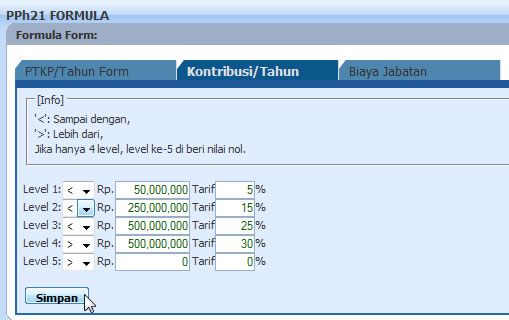 PPh21 FORMULA
Formula Form:
PTKP/Tahun Form Kontribusi/Tahun Biaya Jabatan
[Info]
'<': Sampai dengan,
'>': Lebih dari,
Jika hanya 4 level, level ke-5 di beri nilai nol.
Level 1: < Rp. 50,000,000 Tarif 5 %
Level 2: < Rp. 250,000,000 Tarif 15 %
Level 3: < Rp. 500,000,000 Tarif 25 %
Level 4: > Rp. 500,000,000 Tarif 30 %
Level 5: > Rp. 0 Tarif 0 %
Simpan